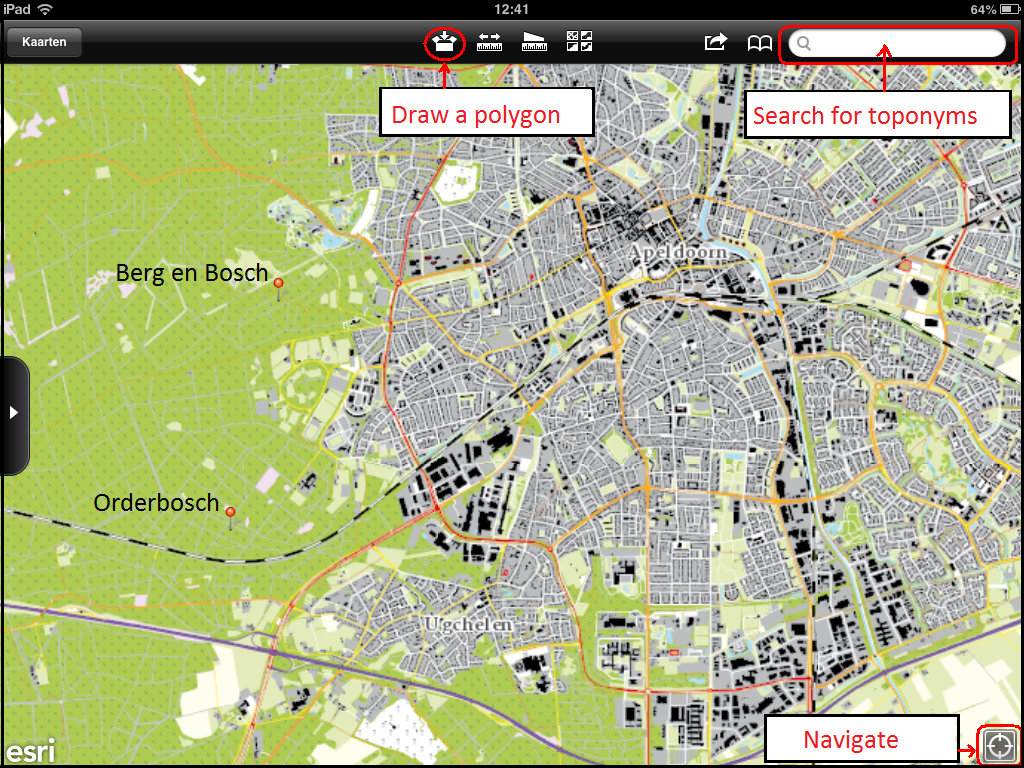 iPad 12:41 64%
Kaarten
Draw a polygon
Search for toponyms
Apeldoorn
Berg en Bosch
Orderbosch
Ugchelen
Navigate
esri